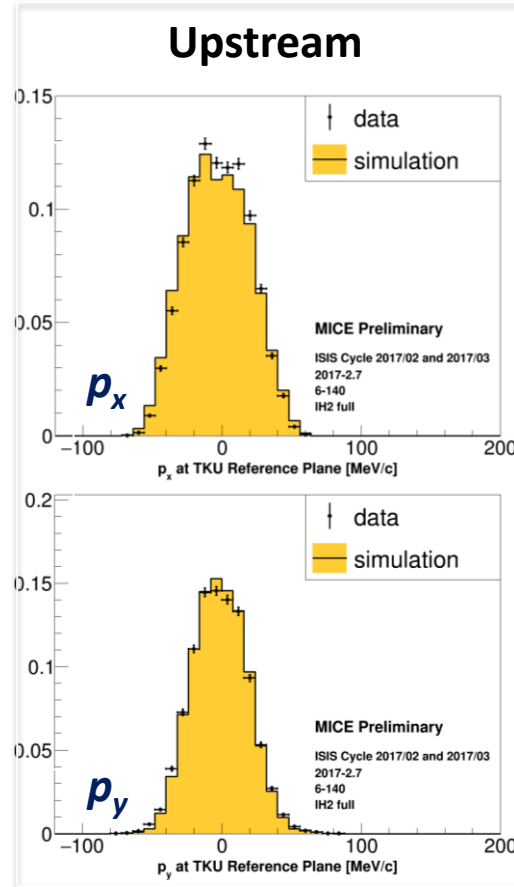 Upstream
0.15
data
simulation
0.1
MICE Preliminary
ISIS Cycle 2017/02 and 2017/03
2017-2.7
6-140
IH2 full
0.05
px
0
−100 0 100 200
px at TKU Reference Plane [MeV/c]
0.2
data
simulation
0.15
0.1
MICE Preliminary
ISIS Cycle 2017/02 and 2017/03
2017-2.7
6-140
IH2 full
0.05
py
0
−100 0 100 200
py at TKU Reference Plane [MeV/c]